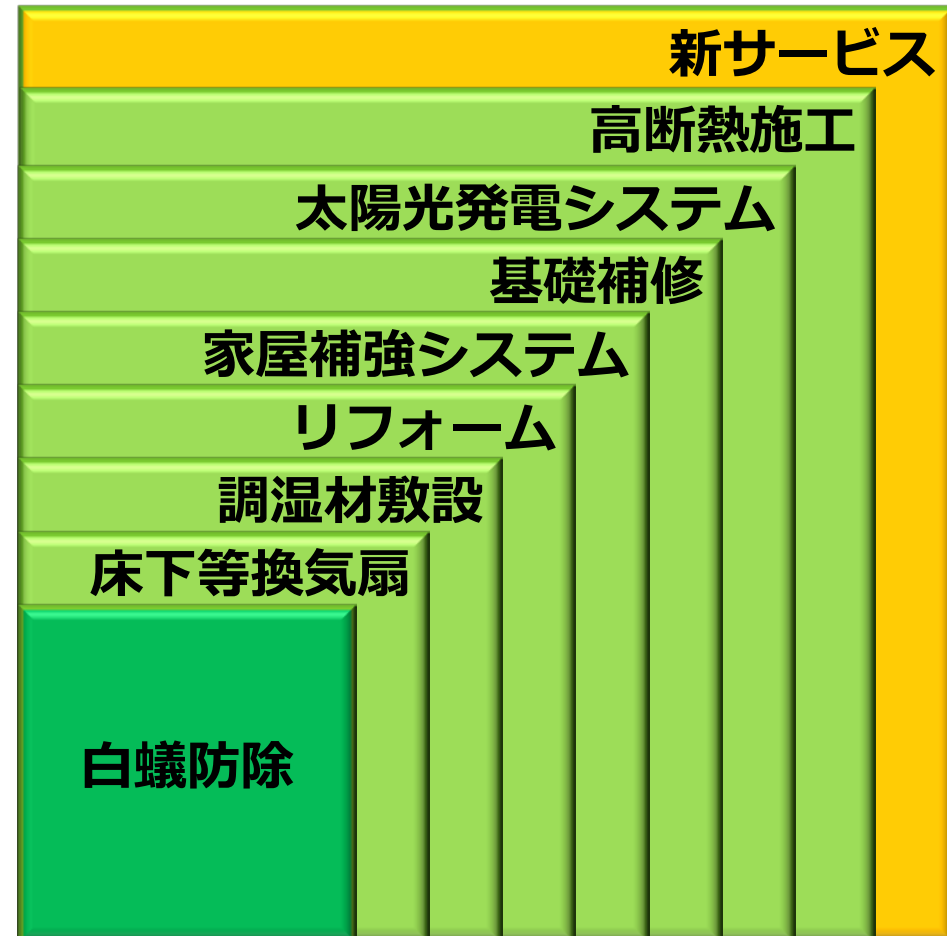 新サービス
高断熱施工
太陽光発電システム
基礎補修
家屋補強システム
リフォーム
調湿材敷設
床下等換気扇
白蟻防除